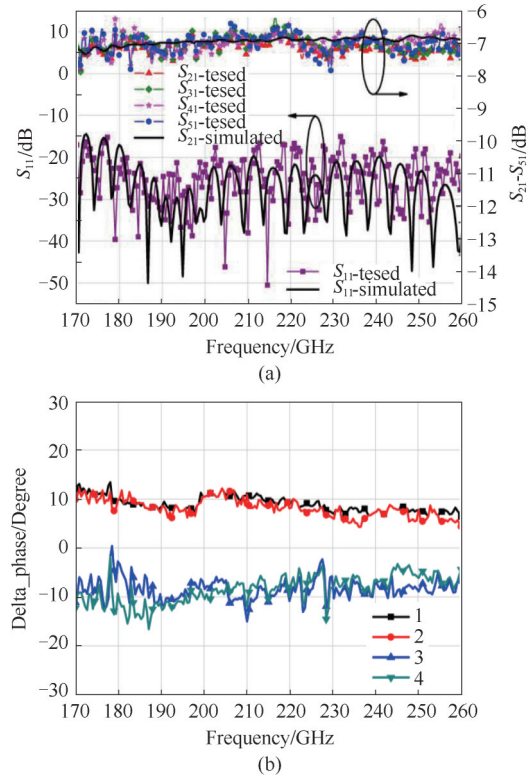 10
0
-10
-20
-30
-40
-50
S11/dB
-6
-7
-8
-9
-10
-11
-12
-13
-14
-15
S21-S51/dB
S21-tesed
S31-tesed
S41-tesed
S51-tesed
S21-simulated
S11-tesed
S11-simulated
170 180 190 200 210 220 230 240 250 260
Frequency/GHz
(a)
30
20
10
0
-10
-20
-30
Delta_phase/Degree
1
2
3
4
170 180 190 200 210 220 230 240 250 260
Frequency/GHz
(b)